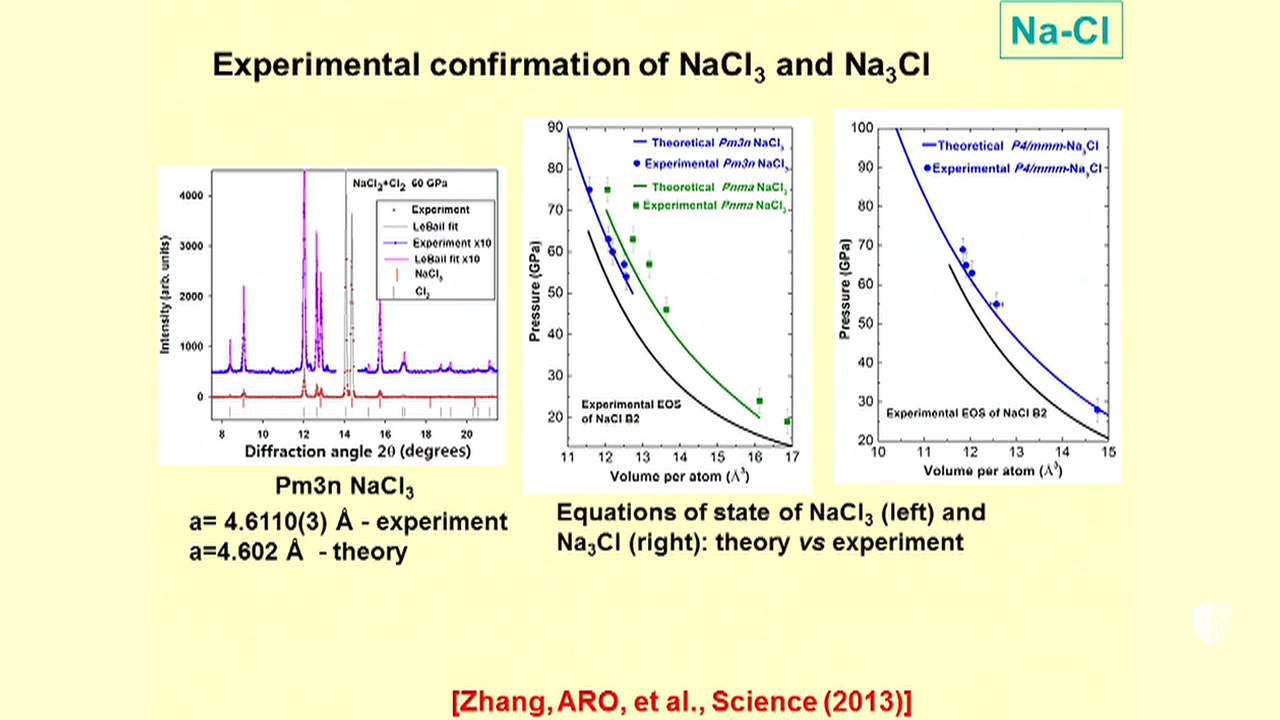 Na-Cl
Experimental confirmation of NaCl₃ and Na₃Cl
NaCl₃+Cl₂ 60 GPa
Experiment
LeBail fit
Experiment x10
LeBail fit x10
NaCl₃
Cl₂
4000
3000
2000
1000
0
Intensity (arb. units)
8 10 12 14 16 18 20
Diffraction angle 2θ (degrees)
Pm3n NaCl₃
a= 4.6110(3) Å - experiment
a=4.602 Å - theory
90
80
70
60
50
40
30
20
Pressure (GPa)
Theoretical Pm3n NaCl₃
Experimental Pm3n NaCl₃
Theoretical Pnma NaCl₃
Experimental Pnma NaCl₃
Experimental EOS
of NaCl B2
11 12 13 14 15 16 17
Volume per atom (Å³)
100
90
80
70
60
50
40
30
20
Pressure (GPa)
Theoretical P4/mmm-Na₃Cl
Experimental P4/mmm-Na₃Cl
Experimental EOS of NaCl B2
10 11 12 13 14 15
Volume per atom (Å³)
Equations of state of NaCl₃ (left) and
Na₃Cl (right): theory vs experiment
[Zhang, ARO, et al., Science (2013)]